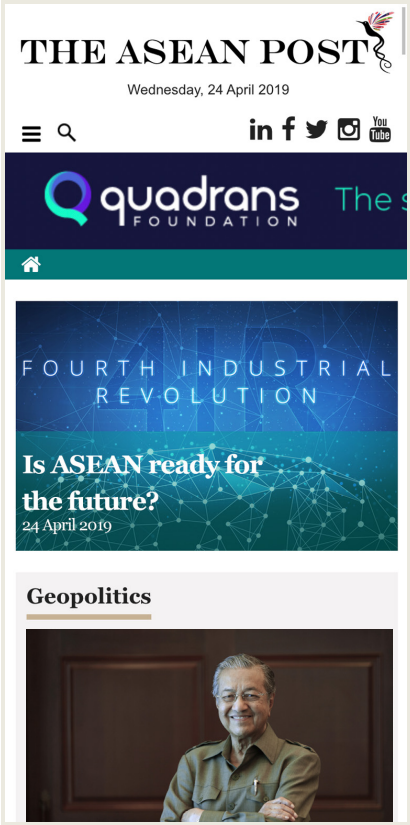 THE ASEAN POST
Wednesday, 24 April 2019
in f You
Tube
quadrans
FOUNDATION
The s
4IR
FOURTH INDUSTRIAL
REVOLUTION
Is ASEAN ready for
the future?
24 April 2019
Geopolitics